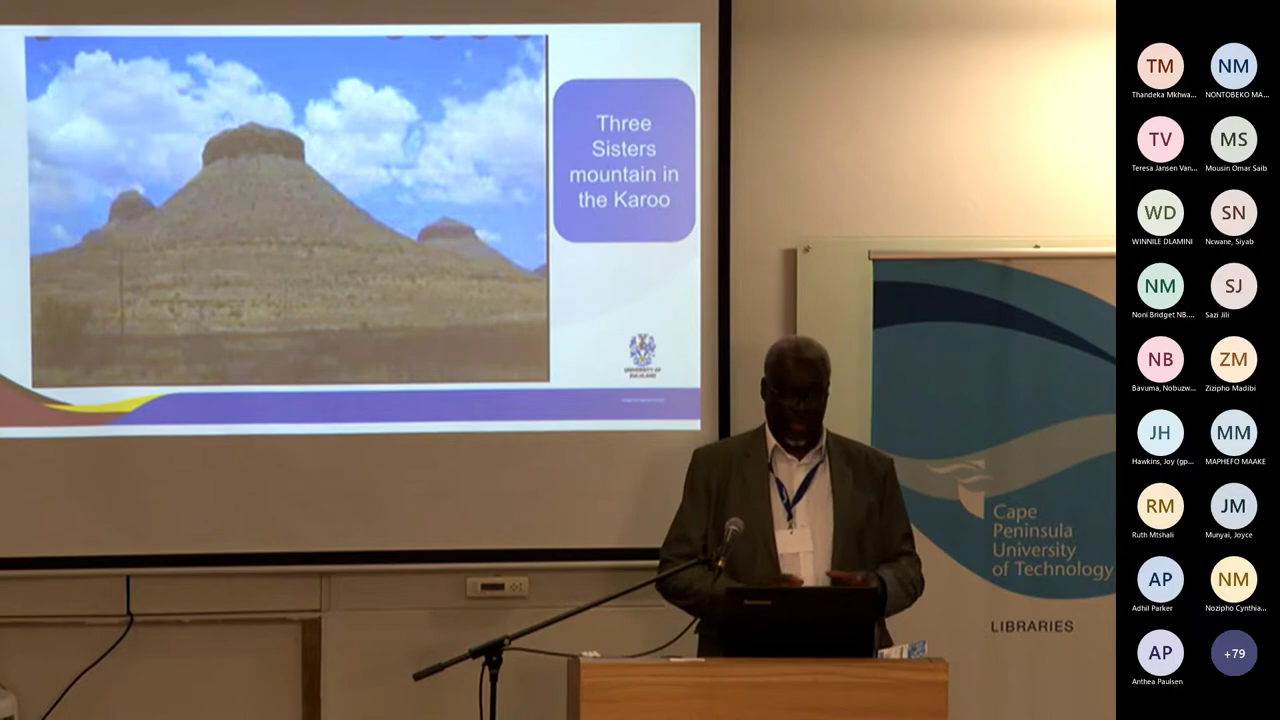 Three
Sisters
mountain in
the Karoo
UNIVERSITY OF
ZULULAND
Cape
Peninsula
University
of Technology
LIBRARIES
TM
NM
Thandeka Mkhwa...
NONTOBEKO MA...
TV
MS
Teresa Jansen Van...
Mousin Omar Saib
WD
SN
WINNILE DLAMINI
Ncwane, Siyab
NM
SJ
Noni Bridget NB....
Sazi Jili
NB
ZM
Bavuma, Nobuzw...
Zizipho Madibi
JH
MM
Hawkins, Joy (gp...
MAPHEFO MAAKE
RM
JM
Ruth Mtshali
Munyai, Joyce
AP
NM
Adhil Parker
Nozipho Cynthia...
AP
+79
Anthea Paulsen